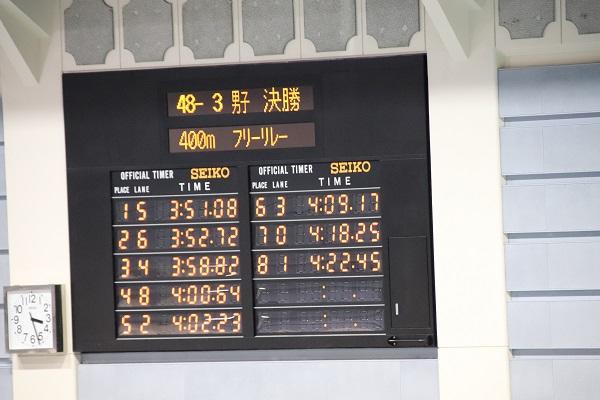 48- 3 男子 決勝
400m フリーリレー
OFFICIAL TIMER SEIKO
PLACE LANE TIME
1 5 3:51.08
2 6 3:52.72
3 4 3:58.82
4 8 4:00.64
5 2 4:02.23
OFFICIAL TIMER SEIKO
PLACE LANE TIME
6 3 4:09.17
7 0 4:18.25
8 1 4:22.45
: .
: .